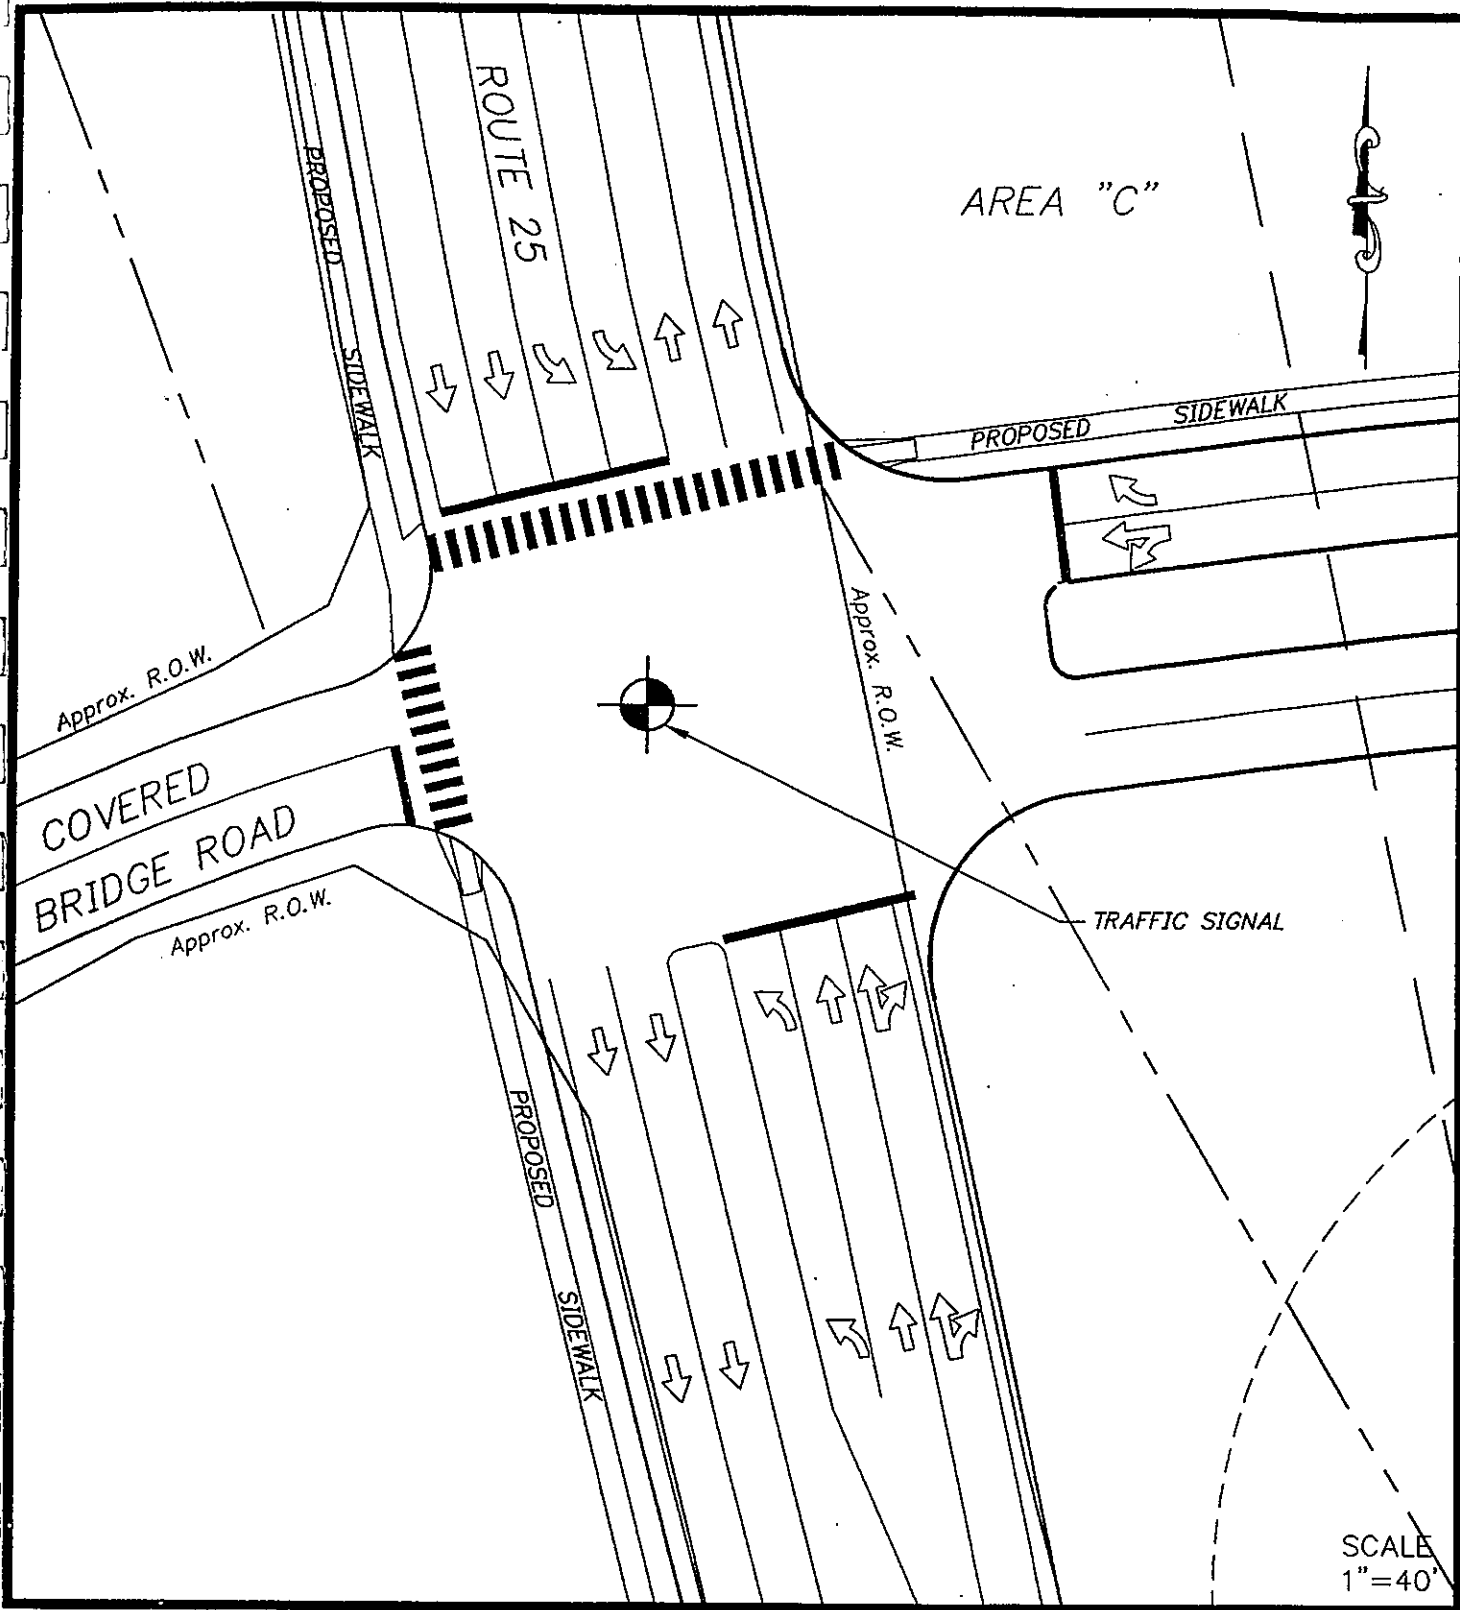 ROUTE 25
AREA "C"
PROPOSED SIDEWALK
PROPOSED SIDEWALK
Approx. R.O.W.
Approx. R.O.W.
COVERED
BRIDGE ROAD
Approx. R.O.W.
TRAFFIC SIGNAL
PROPOSED SIDEWALK
SCALE
1"=40'